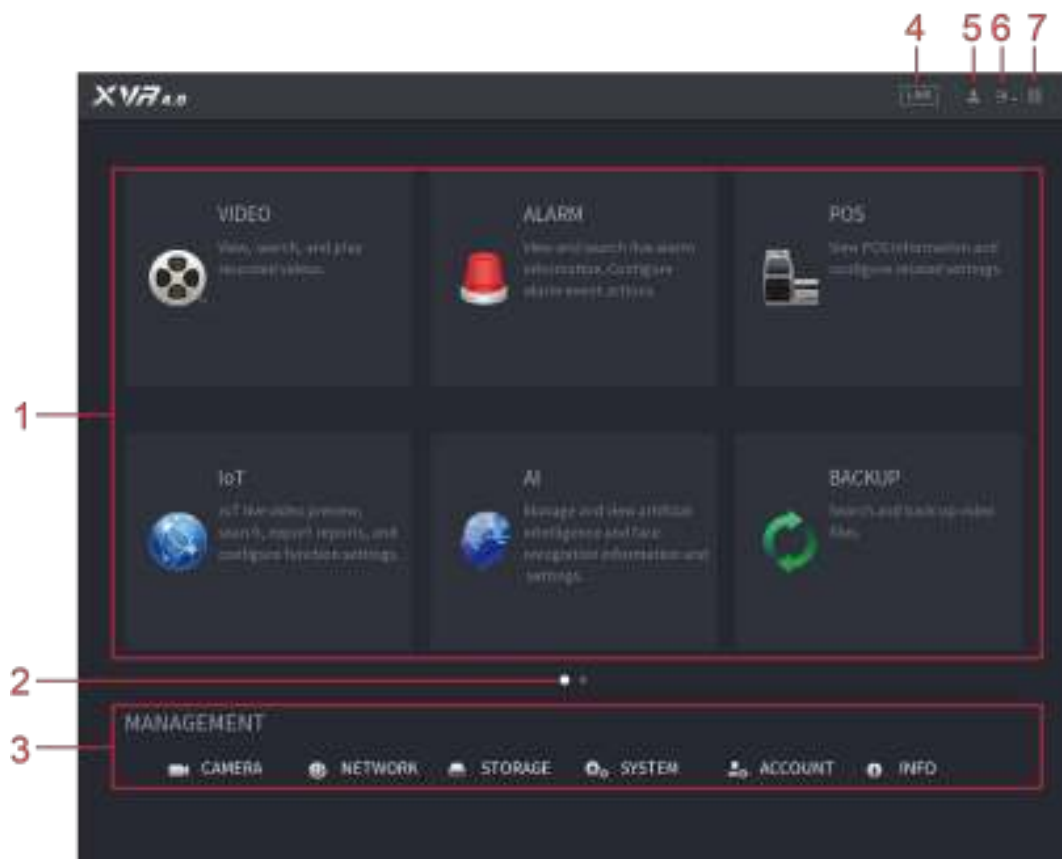 4 5 6 7
XVR 4.0
LIVE
VIDEO
View, search, and play
recorded videos.
ALARM
View and search live alarm
information. Configure
alarm event actions.
POS
View POS information and
configure related settings.
1
IoT
IoT live video preview,
search, export reports, and
configure function settings.
AI
Manage and view artificial
intelligence and face
recognition information and
settings.
BACKUP
Search and back up video
files.
2
MANAGEMENT
3
CAMERA NETWORK STORAGE SYSTEM ACCOUNT INFO